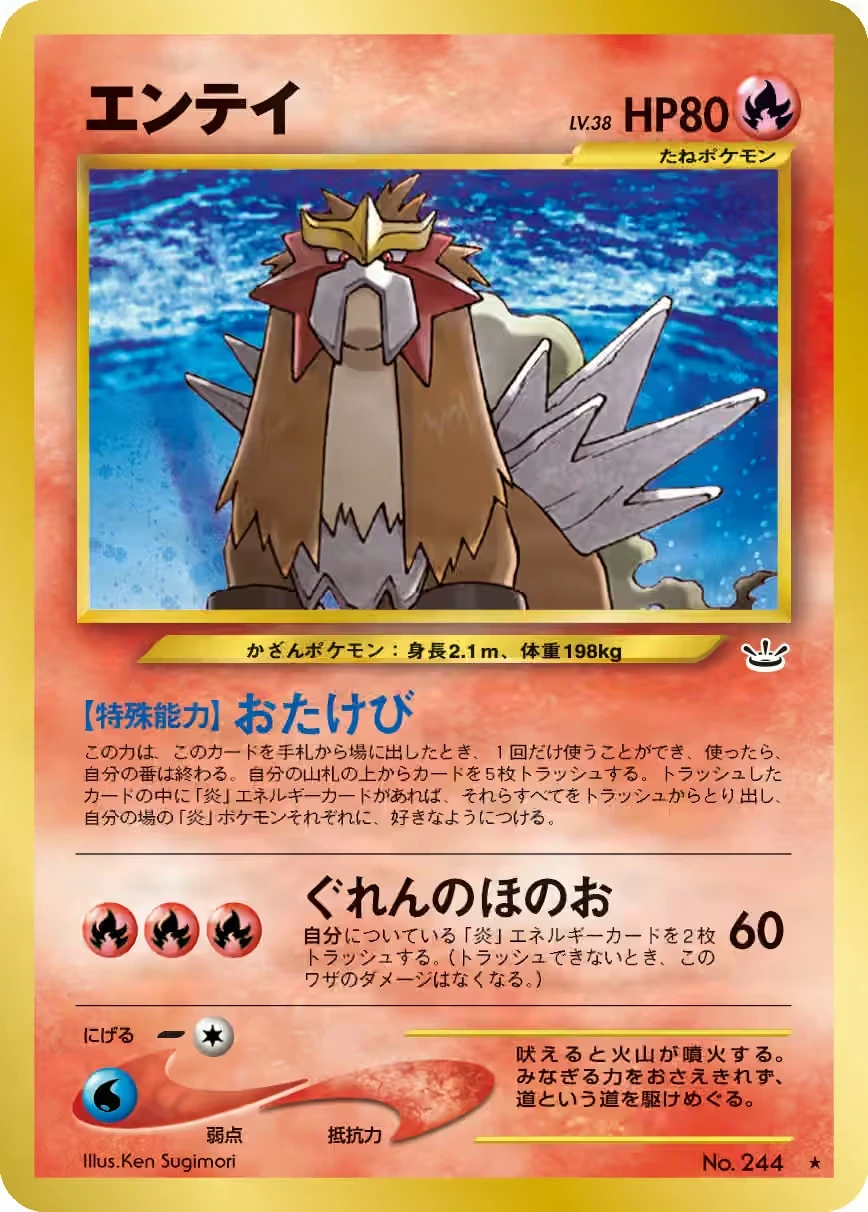 エンテイ
LV.38 HP80
たねポケモン
かざんポケモン：身長2.1m、体重198kg
【特殊能力】おたけび
この力は、このカードを手札から場に出したとき、1回だけ使うことができ、使ったら、
自分の番は終わる。自分の山札の上からカードを5枚トラッシュする。トラッシュした
カードの中に「炎」エネルギーカードがあれば、それらすべてをトラッシュからとり出し、
自分の場の「炎」ポケモンそれぞれに、好きなようにつける。
ぐれんのほのお
自分についている「炎」エネルギーカードを2枚
トラッシュする。（トラッシュできないとき、この
ワザのダメージはなくなる。）
60
にげる －
吠えると火山が噴火する。
みなぎる力をおさえきれず、
道という道を駆けめぐる。
弱点
抵抗力
Illus.Ken Sugimori
No. 244 ★